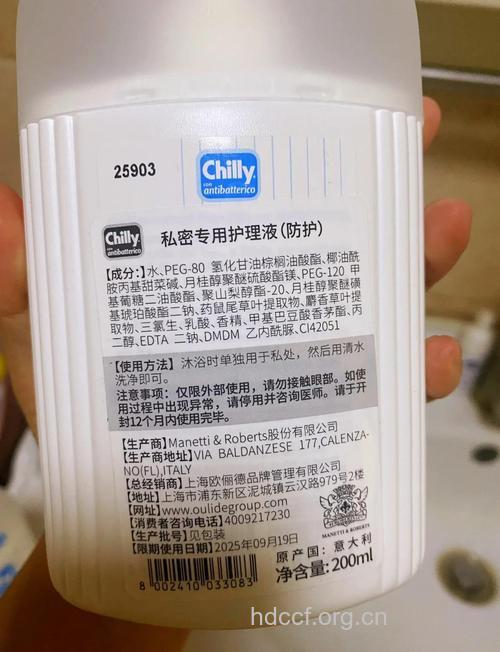 25903
Chilly
con antibatterico
Chilly
con antibatterico
私密专用护理液(防护)
【成分:】水、PEG-80 氢化甘油棕榈油酸酯、椰油酰
胺丙基甜菜碱、月桂醇聚醚硫酸酯镁、PEG-120 甲
基葡糖二油酸酯、聚山梨醇酯-20、月桂醇聚醚磺
基琥珀酸酯二钠、药鼠尾草叶提取物、麝香草叶提
取物、三氯生、乳酸、香精、甲基巴豆酸香茅酯、丙
二醇、EDTA 二钠、DMDM 乙内酰脲、CI42051
【使用方法】 沐浴时单独用于私处，然后用清水
洗净即可。
注意事项：仅限外部使用，请勿接触眼部。如使
用过程中出现异常，请停用并咨询医师。请于开
封12个月内使用完毕。
【生产商】Manetti & Roberts股份有限公司
【生产商地址】VIA BALDANZESE 177,CALENZA-
NO(FL),ITALY
【总经销商】上海欧俪德品牌管理有限公司
【地址】上海市浦东新区泥城镇云汉路979号2楼
【网址】www.oulidegroup.com
【消费者咨询电话】4009217230
【生产批号】见包装
【限期使用日期】2025年09月19日
MANETTI & ROBERTS
原产国：意大利
净含量:200ml
8 002410 033083
hdccf.org.cn